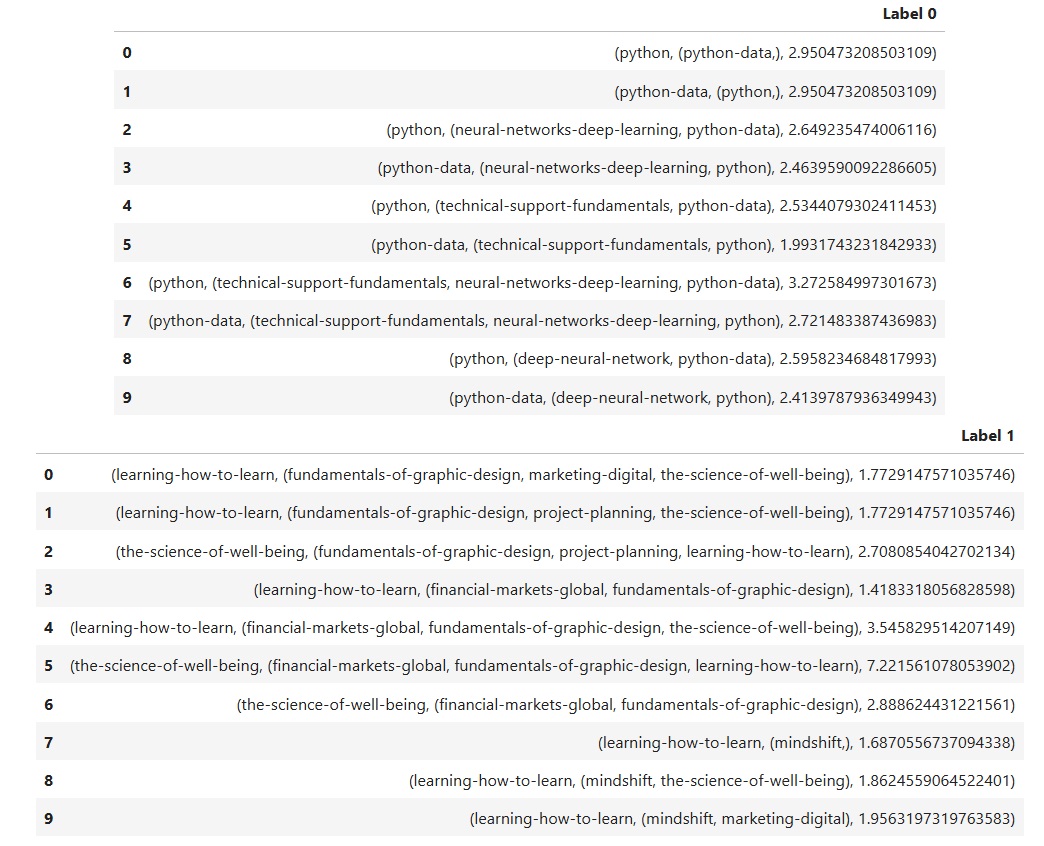 Label 0
0 (python, (python-data,), 2.950473208503109)
1 (python-data, (python,), 2.950473208503109)
2 (python, (neural-networks-deep-learning, python-data), 2.649235474006116)
3 (python-data, (neural-networks-deep-learning, python), 2.4639590092286605)
4 (python, (technical-support-fundamentals, python-data), 2.5344079302411453)
5 (python-data, (technical-support-fundamentals, python), 1.9931743231842933)
6 (python, (technical-support-fundamentals, neural-networks-deep-learning, python-data), 3.272584997301673)
7 (python-data, (technical-support-fundamentals, neural-networks-deep-learning, python), 2.721483387436983)
8 (python, (deep-neural-network, python-data), 2.5958234684817993)
9 (python-data, (deep-neural-network, python), 2.4139787936349943)
Label 1
0 (learning-how-to-learn, (fundamentals-of-graphic-design, marketing-digital, the-science-of-well-being), 1.7729147571035746)
1 (learning-how-to-learn, (fundamentals-of-graphic-design, project-planning, the-science-of-well-being), 1.7729147571035746)
2 (the-science-of-well-being, (fundamentals-of-graphic-design, project-planning, learning-how-to-learn), 2.7080854042702134)
3 (learning-how-to-learn, (financial-markets-global, fundamentals-of-graphic-design), 1.4183318056828598)
4 (learning-how-to-learn, (financial-markets-global, fundamentals-of-graphic-design, the-science-of-well-being), 3.545829514207149)
5 (the-science-of-well-being, (financial-markets-global, fundamentals-of-graphic-design, learning-how-to-learn), 7.221561078053902)
6 (the-science-of-well-being, (financial-markets-global, fundamentals-of-graphic-design), 2.888624431221561)
7 (learning-how-to-learn, (mindshift,), 1.6870556737094338)
8 (learning-how-to-learn, (mindshift, the-science-of-well-being), 1.8624559064522401)
9 (learning-how-to-learn, (mindshift, marketing-digital), 1.9563197319763583)